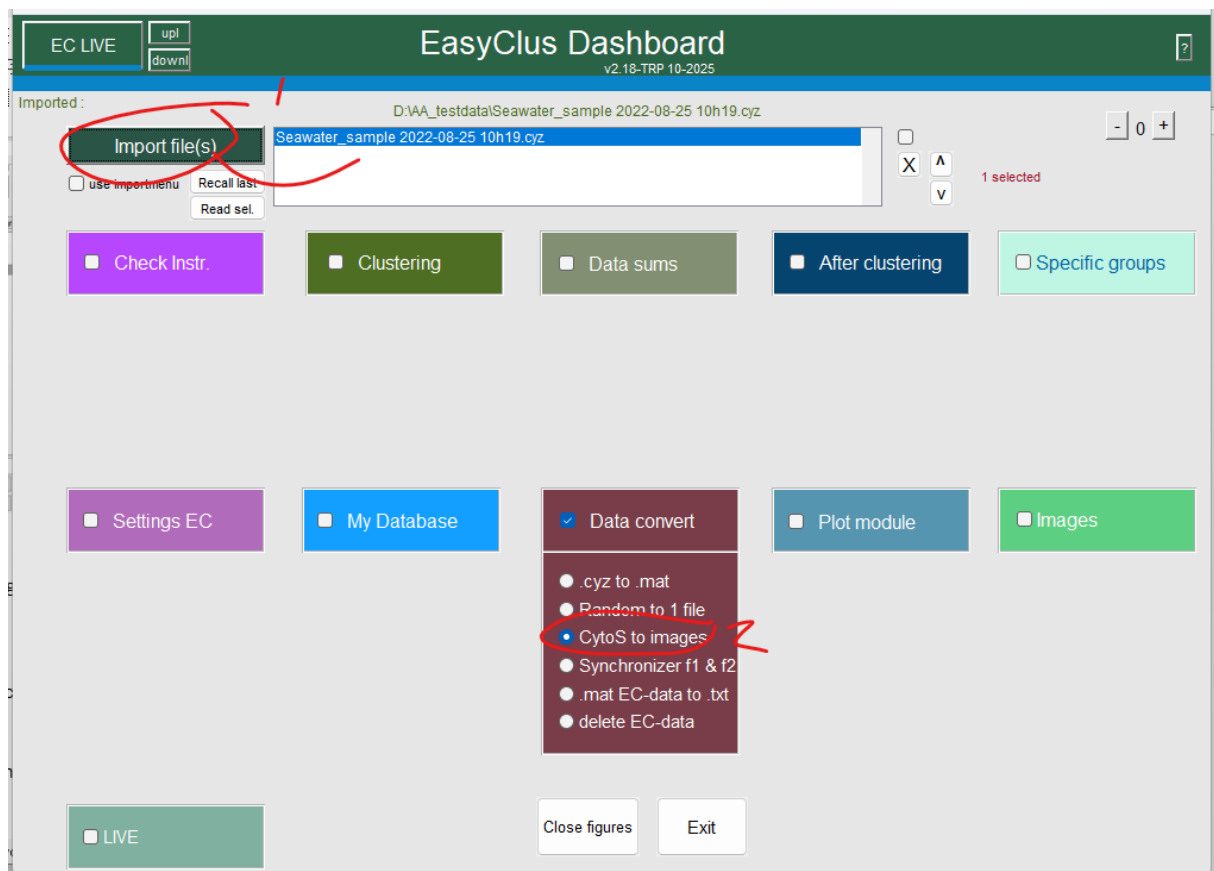 EC LIVE
upl
downl
EasyClus Dashboard
v2.18-TRP 10-2025
?
Imported :
1
D:\AA_testdata\Seawater_sample 2022-08-25 10h19.cyz
Import file(s)
Seawater_sample 2022-08-25 10h19.cyz
- 0 +
X
^
v
1 selected
use importmenu
Recall last
Read sel.
Check Instr.
Clustering
Data sums
After clustering
Specific groups
Settings EC
My Database
Data convert
Plot module
Images
.cyz to .mat
Random to 1 file
CytoS to images
2
Synchronizer f1 & f2
.mat EC-data to .txt
delete EC-data
LIVE
Close figures
Exit